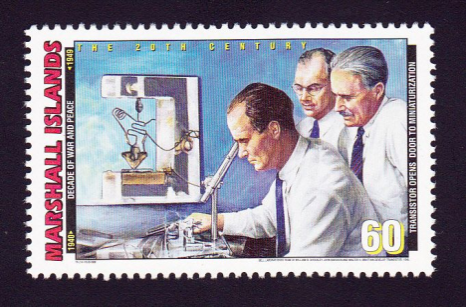 THE 20TH CENTURY
MARSHALL ISLANDS
1940▸ DECADE OF WAR AND PEACE ◂1949
TRANSISTOR OPENS DOOR TO MINIATURIZATION
60